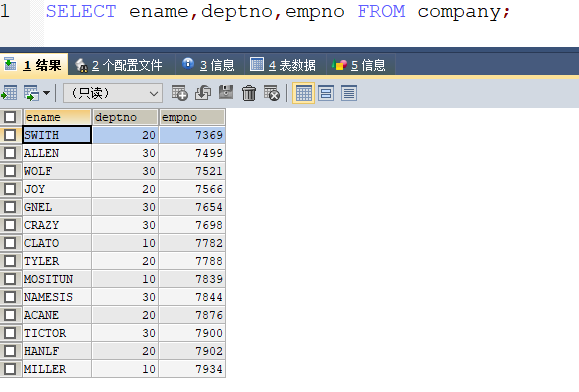 1 SELECT ename,deptno,empno FROM company;
1 结果 2 个配置文件 3 信息 4 表数据 5 信息
（只读）
ename deptno empno
SWITH 20 7369
ALLEN 30 7499
WOLF 30 7521
JOY 20 7566
GNEL 30 7654
CRAZY 30 7698
CLATO 10 7782
TYLER 20 7788
MOSITUN 10 7839
NAMESIS 30 7844
ACANE 20 7876
TICTOR 30 7900
HANLF 20 7902
MILLER 10 7934